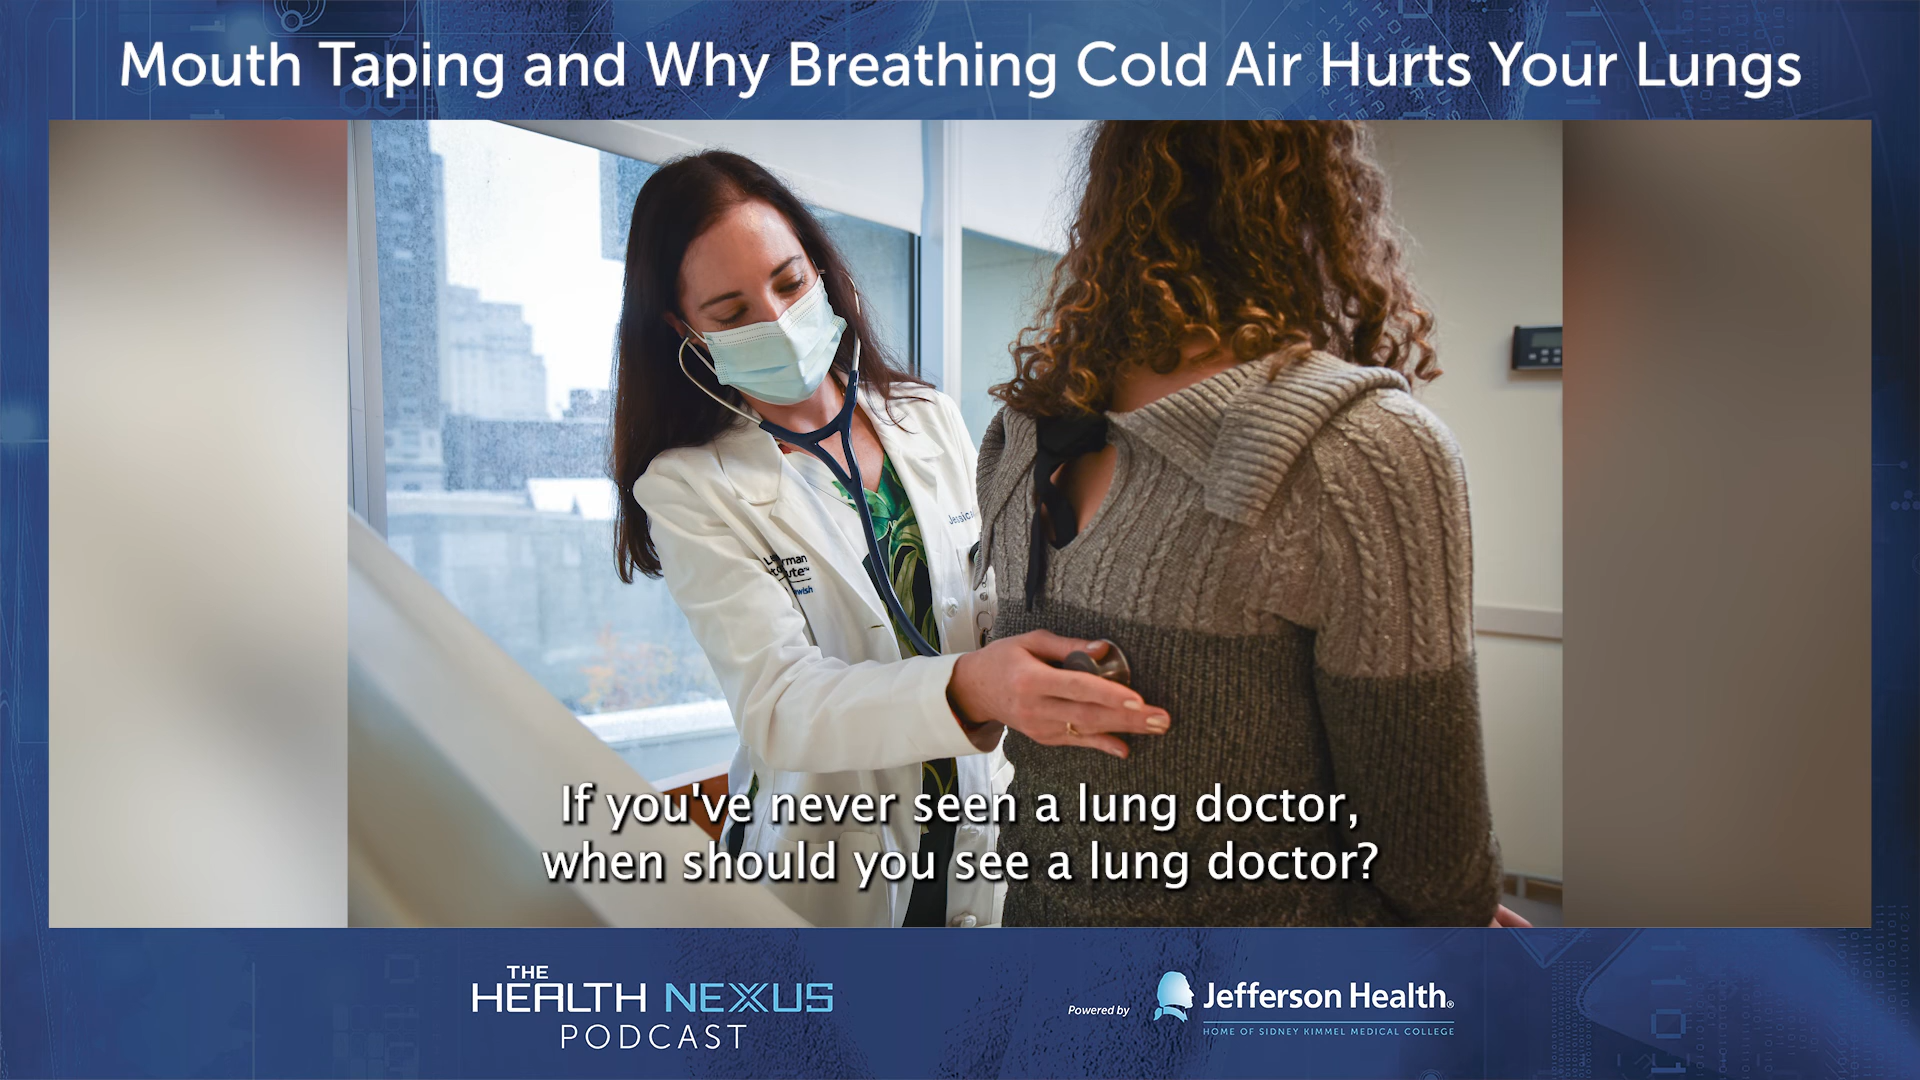 Mouth Taping and Why Breathing Cold Air Hurts Your Lungs
If you've never seen a lung doctor,
when should you see a lung doctor?
THE
HEALTH NEXUS
PODCAST
Powered by
Jefferson Health®
HOME OF SIDNEY KIMMEL MEDICAL COLLEGE